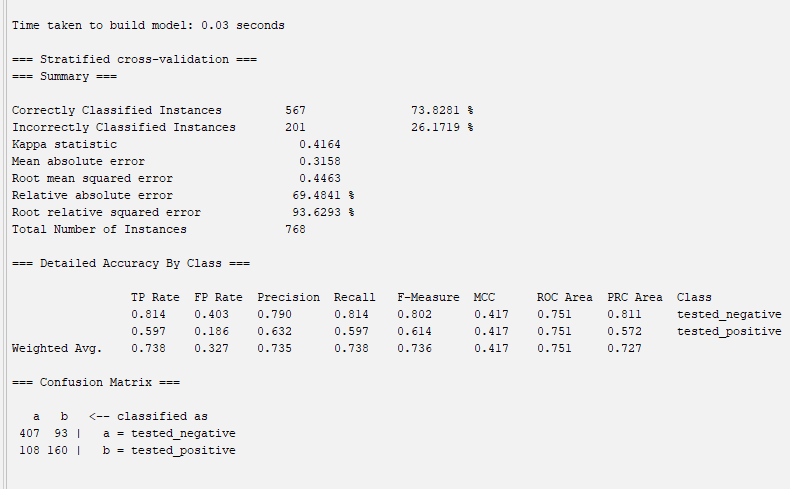 Time taken to build model: 0.03 seconds
=== Stratified cross-validation ===
=== Summary ===
Correctly Classified Instances         567               73.8281 %
Incorrectly Classified Instances       201               26.1719 %
Kappa statistic                          0.4164
Mean absolute error                      0.3158
Root mean squared error                  0.4463
Relative absolute error                 69.4841 %
Root relative squared error             93.6293 %
Total Number of Instances              768
=== Detailed Accuracy By Class ===
                 TP Rate  FP Rate  Precision  Recall   F-Measure  MCC      ROC Area  PRC Area  Class
                 0.814    0.403    0.790      0.814    0.802      0.417    0.751     0.811     tested_negative
                 0.597    0.186    0.632      0.597    0.614      0.417    0.751     0.572     tested_positive
Weighted Avg.    0.738    0.327    0.735      0.738    0.736      0.417    0.751     0.727
=== Confusion Matrix ===
   a   b   <-- classified as
 407  93 |   a = tested_negative
 108 160 |   b = tested_positive